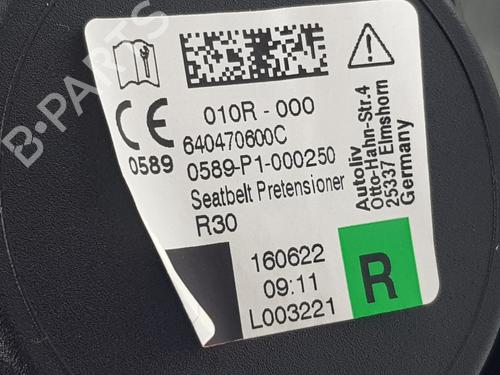 B-PARTS
010R - 000
640470600C
CE
0589
0589-P1-000250
Seatbelt Pretensioner
R30
Autoliv
Otto-Hahn-Str.4
25337 Elmshorn
Germany
160622
09:11
L003221
R